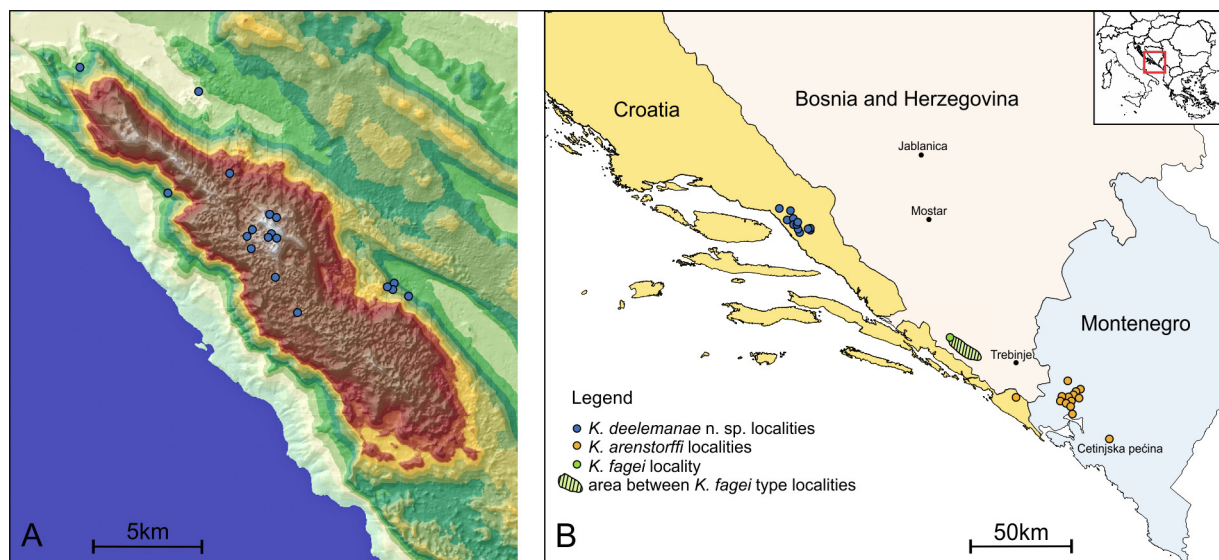 A
5km
B
Croatia
Bosnia and Herzegovina
Jablanica
Mostar
Montenegro
Trebinje
Cetinjska pećina
Legend
K. deelemanae n. sp. localities
K. arenstorffi localities
K. fagei locality
area between K. fagei type localities
50km